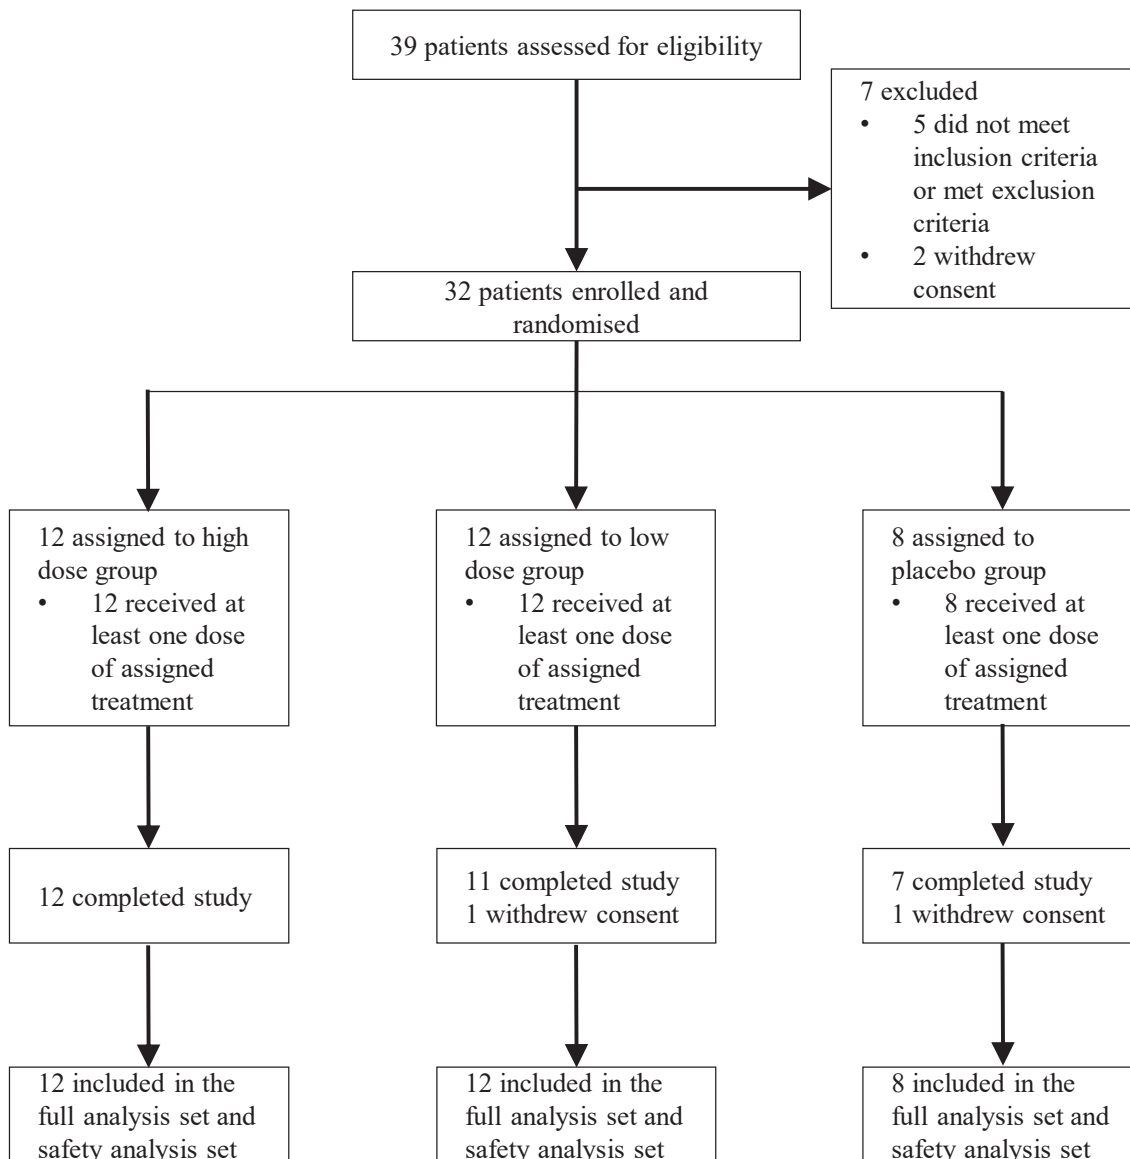 39 patients assessed for eligibility
7 excluded
• 5 did not meet
inclusion criteria
or met exclusion
criteria
• 2 withdrew
consent
32 patients enrolled and
randomised
12 assigned to high
dose group
• 12 received at
least one dose
of assigned
treatment
12 assigned to low
dose group
• 12 received at
least one dose
of assigned
treatment
8 assigned to
placebo group
• 8 received at
least one dose
of assigned
treatment
12 completed study
11 completed study
1 withdrew consent
7 completed study
1 withdrew consent
12 included in the
full analysis set and
safety analysis set
12 included in the
full analysis set and
safety analysis set
8 included in the
full analysis set and
safety analysis set